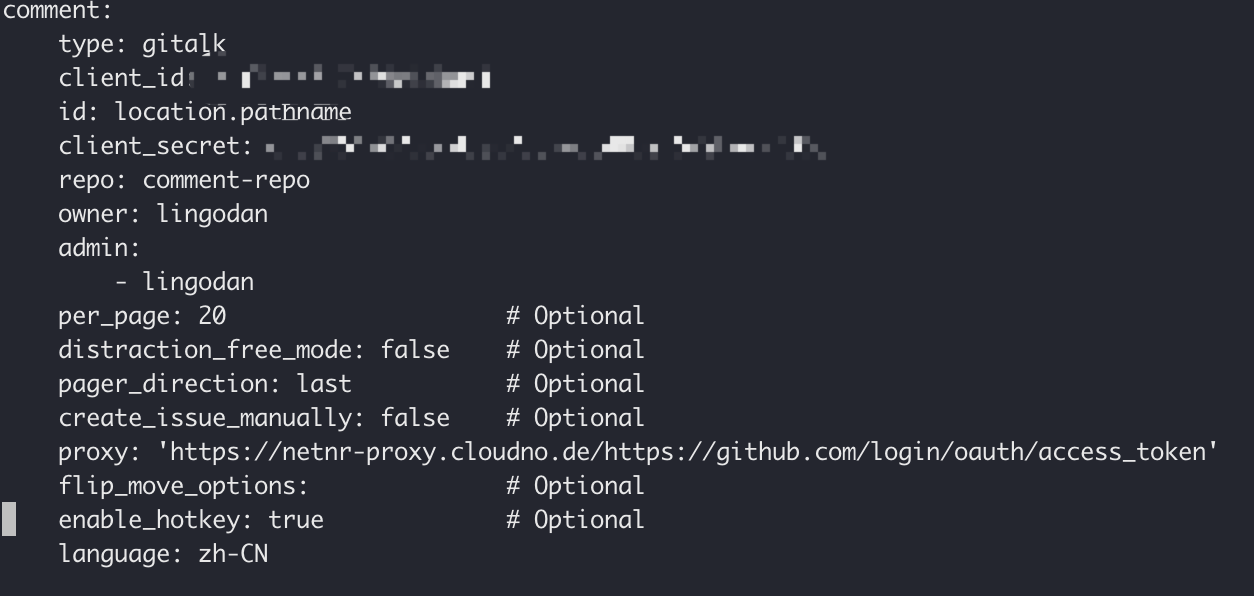 comment:
type: gitalk
client_id:
id: location.pathname
client_secret:
repo: comment-repo
owner: lingodan
admin:
- lingodan
per_page: 20 # Optional
distraction_free_mode: false # Optional
pager_direction: last # Optional
create_issue_manually: false # Optional
proxy: 'https://netnr-proxy.cloudno.de/https://github.com/login/oauth/access_token'
flip_move_options: # Optional
enable_hotkey: true # Optional
language: zh-CN